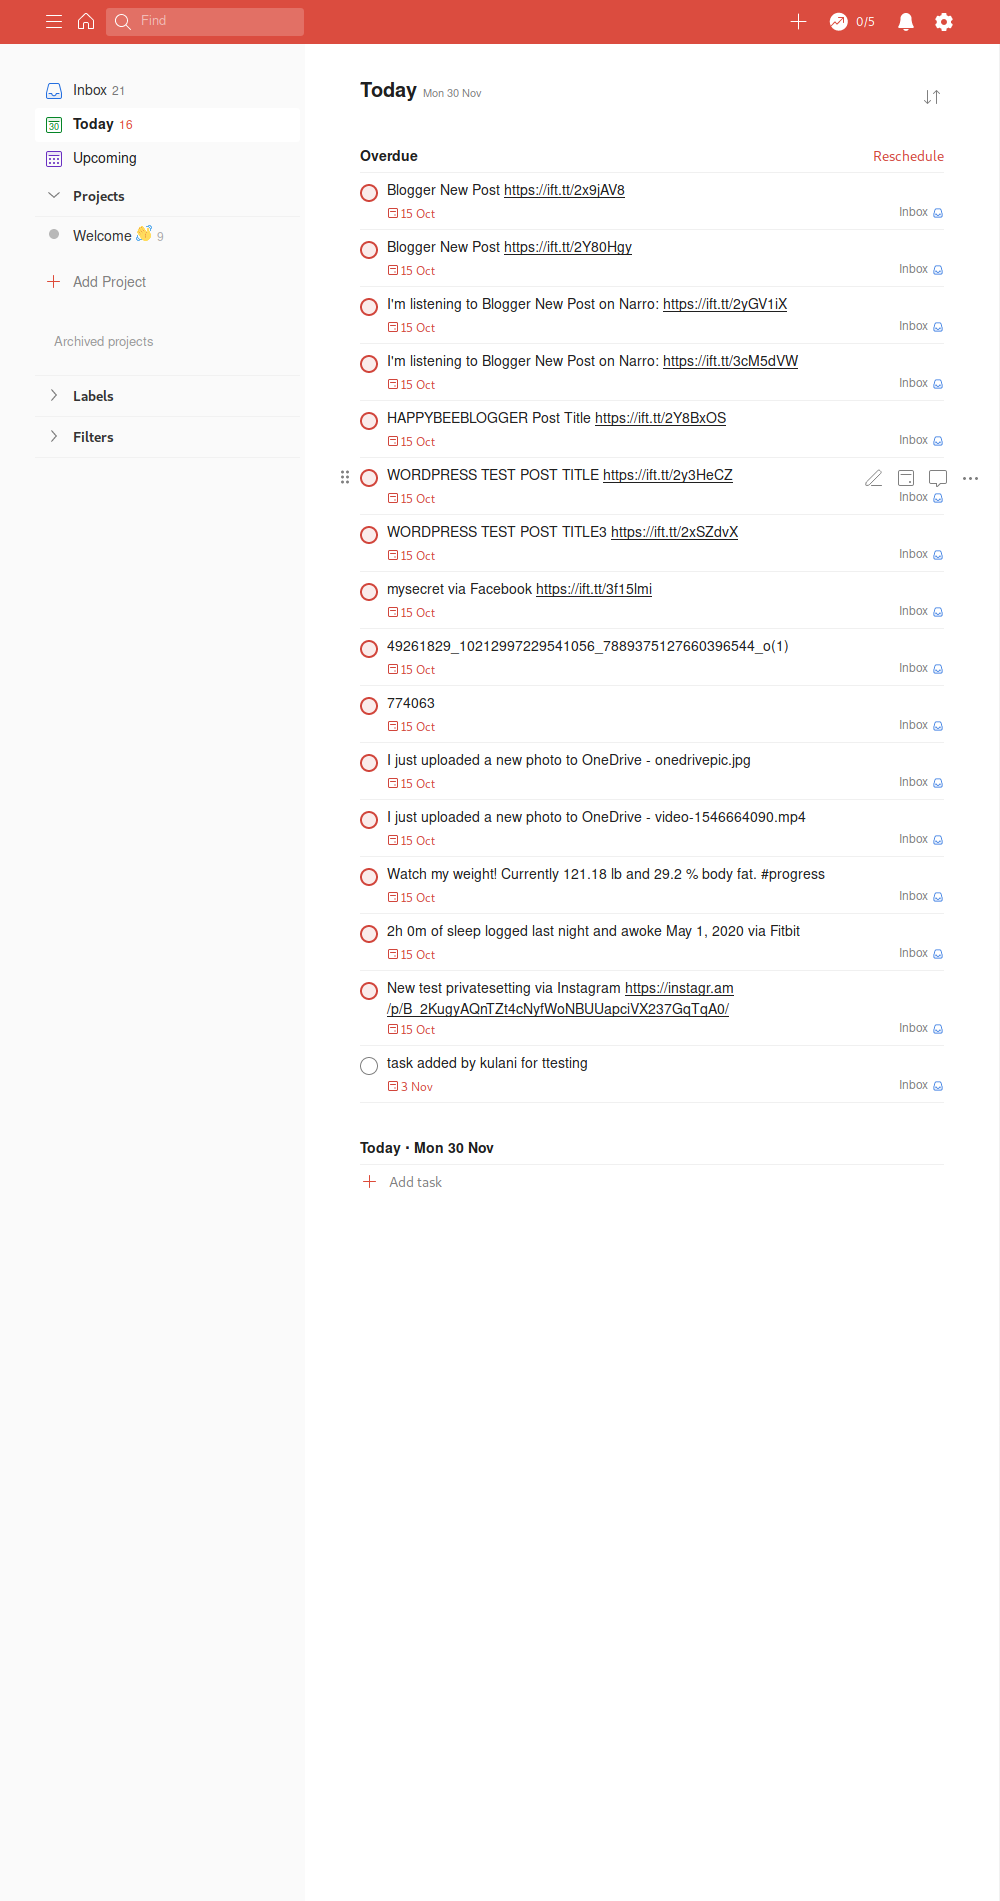 Find
0/5
Inbox 21
30 Today 16
Upcoming
Projects
Welcome 👋 9
Add Project
Archived projects
Labels
Filters
Today Mon 30 Nov
Overdue
Reschedule
Blogger New Post https://ift.tt/2x9jAV8
15 Oct
Inbox
Blogger New Post https://ift.tt/2Y80Hgy
15 Oct
Inbox
I'm listening to Blogger New Post on Narro: https://ift.tt/2yGV1iX
15 Oct
Inbox
I'm listening to Blogger New Post on Narro: https://ift.tt/3cM5dVW
15 Oct
Inbox
HAPPYBEEBLOGGER Post Title https://ift.tt/2Y8BxOS
15 Oct
Inbox
WORDPRESS TEST POST TITLE https://ift.tt/2y3HeCZ
15 Oct
Inbox
WORDPRESS TEST POST TITLE3 https://ift.tt/2xSZdvX
15 Oct
Inbox
mysecret via Facebook https://ift.tt/3f15lmi
15 Oct
Inbox
49261829_10212997229541056_7889375127660396544_o(1)
15 Oct
Inbox
774063
15 Oct
Inbox
I just uploaded a new photo to OneDrive - onedrivepic.jpg
15 Oct
Inbox
I just uploaded a new photo to OneDrive - video-1546664090.mp4
15 Oct
Inbox
Watch my weight! Currently 121.18 lb and 29.2 % body fat. #progress
15 Oct
Inbox
2h 0m of sleep logged last night and awoke May 1, 2020 via Fitbit
15 Oct
Inbox
New test privatesetting via Instagram https://instagr.am
/p/B_2KugyAQnTZt4cNyfWoNBUUapciVX237GqTqA0/
15 Oct
Inbox
task added by kulani for ttesting
3 Nov
Inbox
Today · Mon 30 Nov
Add task